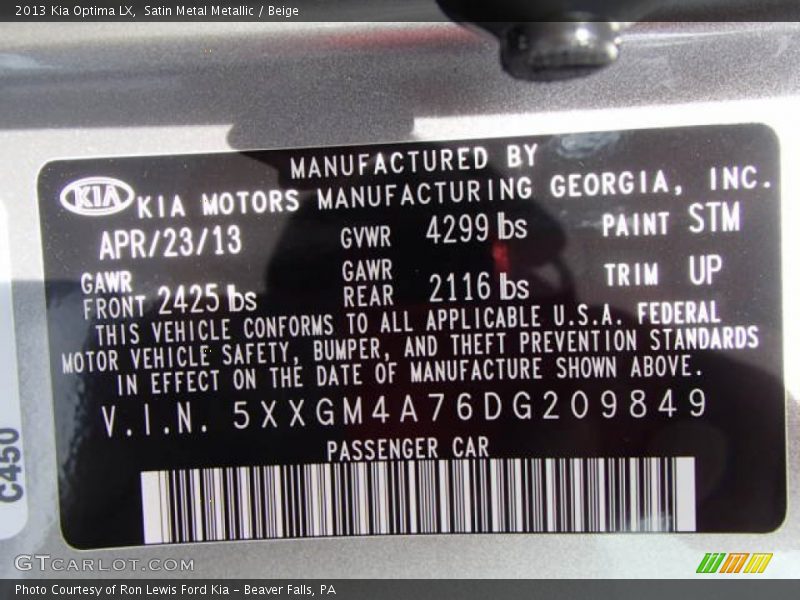 2013 Kia Optima LX, Satin Metal Metallic / Beige
MANUFACTURED BY
KIA KIA MOTORS MANUFACTURING GEORGIA, INC.
APR/23/13 GVWR 4299 lbs PAINT STM
GAWR FRONT 2425 lbs GAWR REAR 2116 lbs TRIM UP
THIS VEHICLE CONFORMS TO ALL APPLICABLE U.S.A. FEDERAL
MOTOR VEHICLE SAFETY, BUMPER, AND THEFT PREVENTION STANDARDS
IN EFFECT ON THE DATE OF MANUFACTURE SHOWN ABOVE.
V.I.N. 5XXGM4A76DG209849
PASSENGER CAR
C450
GTCARLOT.COM
Photo Courtesy of Ron Lewis Ford Kia - Beaver Falls, PA